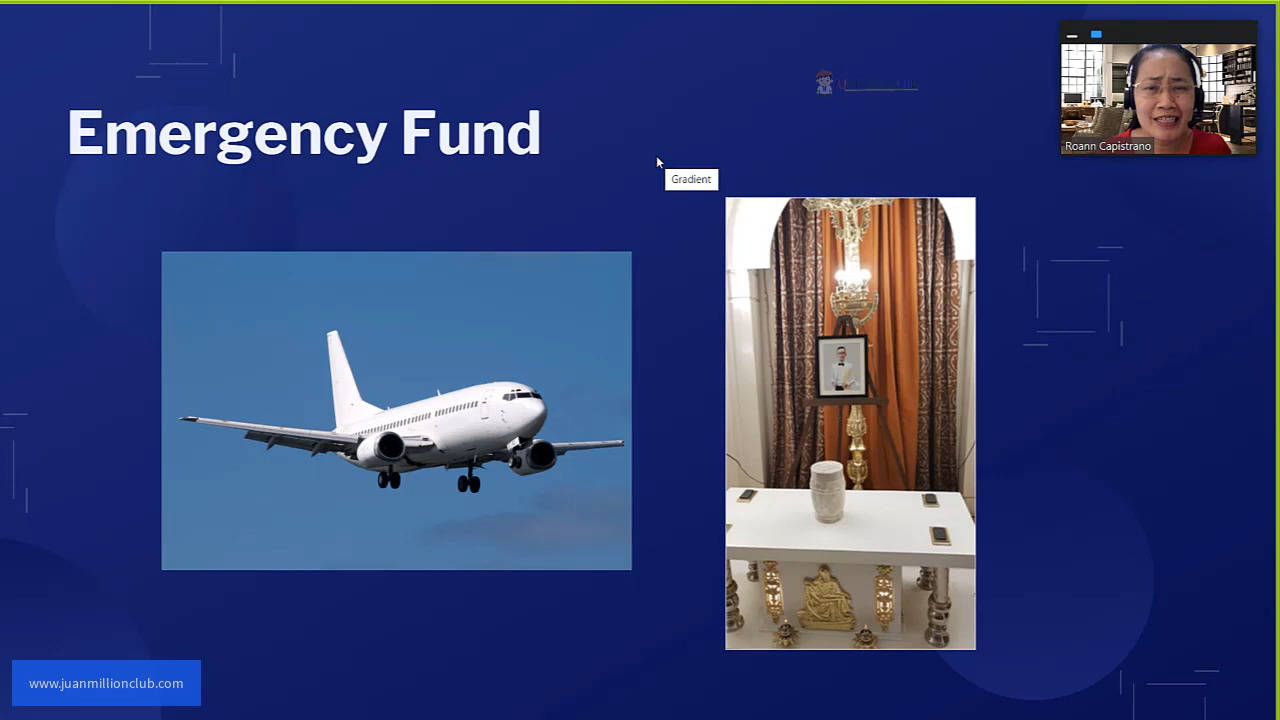 Emergency Fund
Gradient
Roann Capistrano
www.juanmillionclub.com